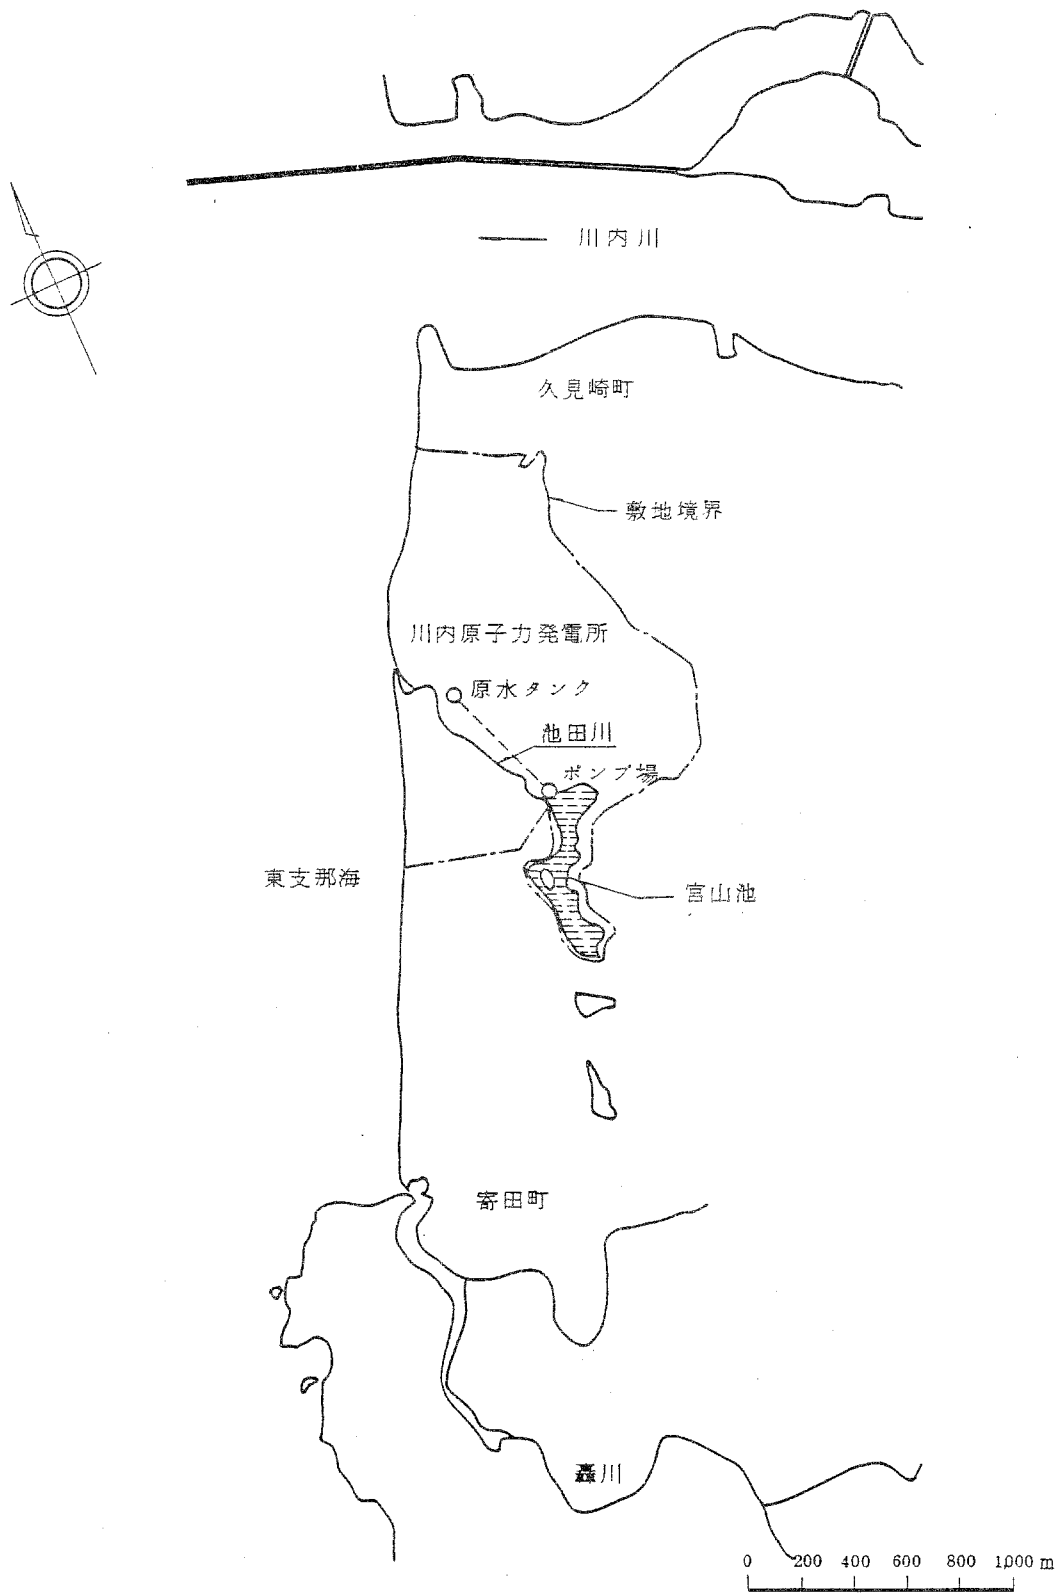 川内川
久見崎町
敷地境界
川内原子力発電所
原水タンク
池田川
ポンプ場
東支那海
宮山池
寄田町
轟川
0 200 400 600 800 1,000 m